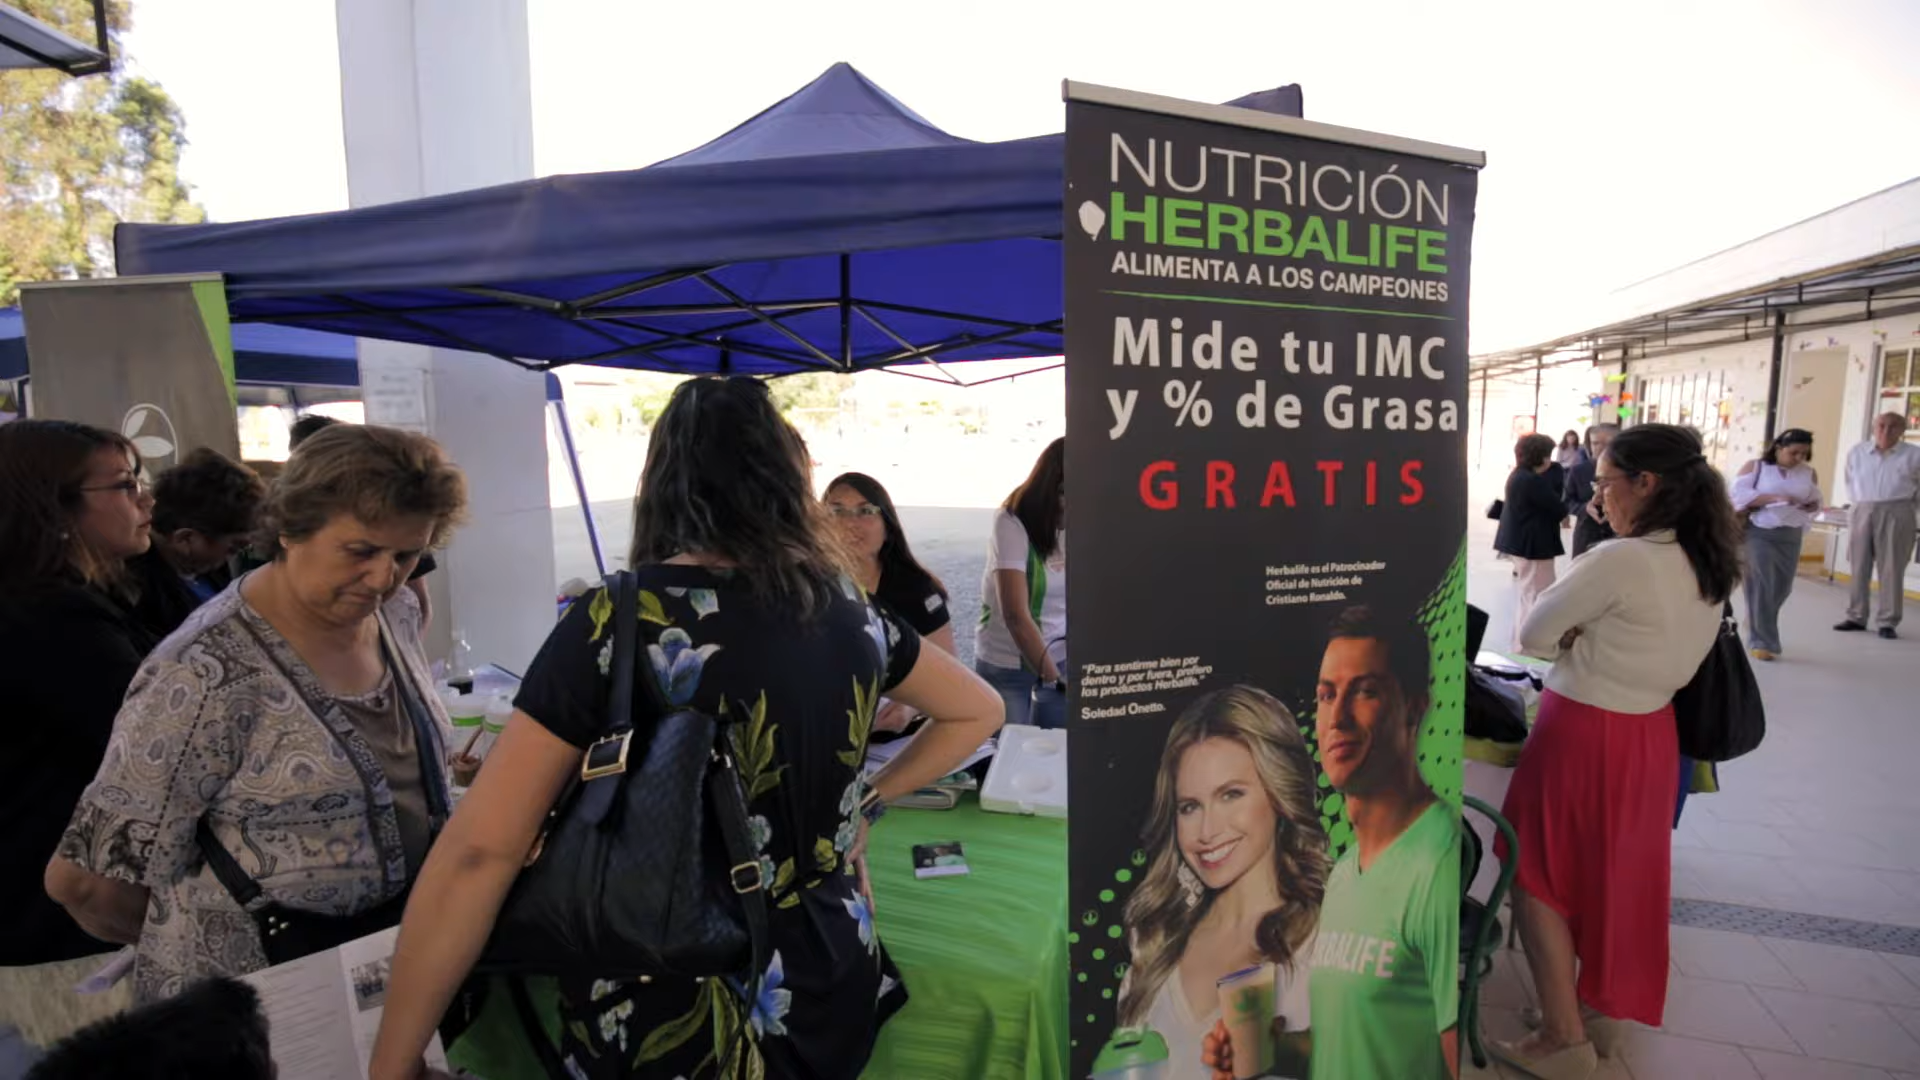 NUTRICIÓN
HERBALIFE
ALIMENTA A LOS CAMPEONES
Mide tu IMC
y % de Grasa
GRATIS
Herbalife es el Patrocinador
Oficial de Nutrición de
Cristiano Ronaldo.
"Para sentirme bien por
dentro y por fuera, prefiero
los productos Herbalife."
Soledad Onetto.
HERBALIFE